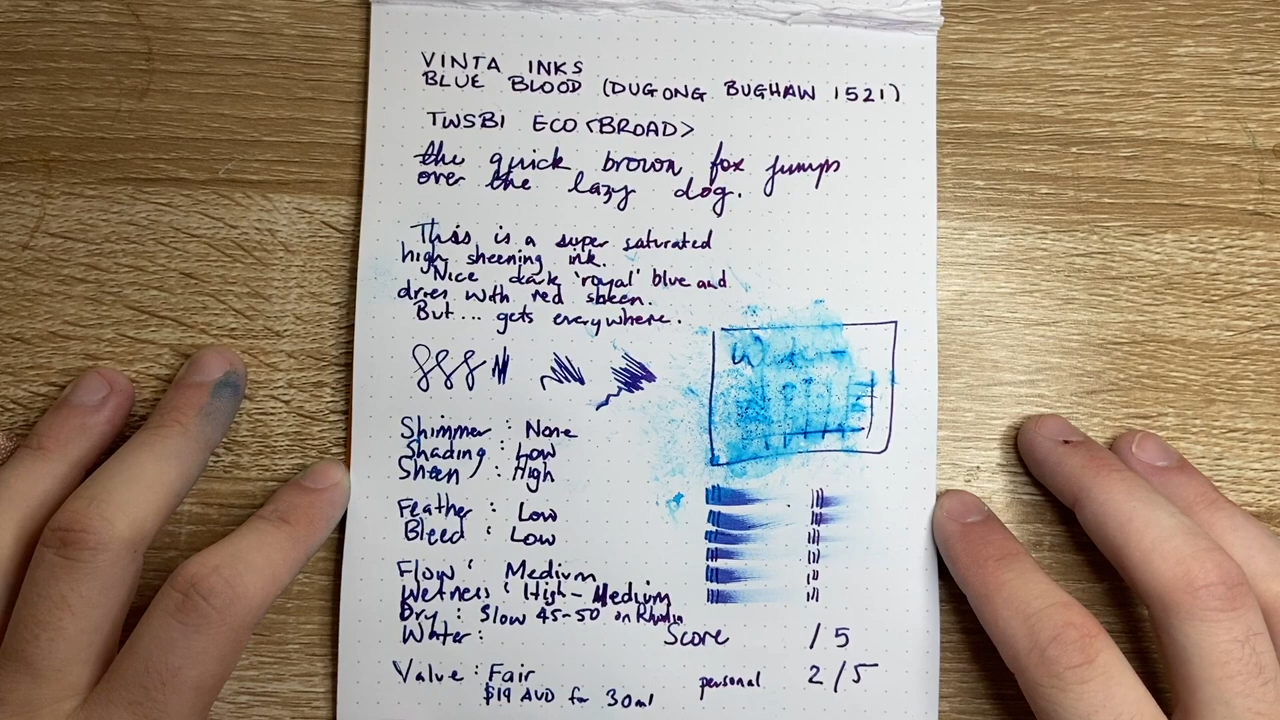 VINTA INKS
BLUE BLOOD (DUGONG BUGHAW 1521)
TWSBI ECO <BROAD>
the quick brown fox jumps
over the lazy dog.
This is a super saturated
high sheening ink.
Nice dark 'royal' blue and
dries with red sheen.
But... gets everywhere.
Shimmer : None
Shading : Low
Sheen : High
Feather : Low
Bleed : Low
Flow : Medium
Wetness : High - Medium
Dry : Slow 45-50 on Rhodia
Water :
Score /5
Value : Fair
$19 AUD for 30ml
personal 2/5